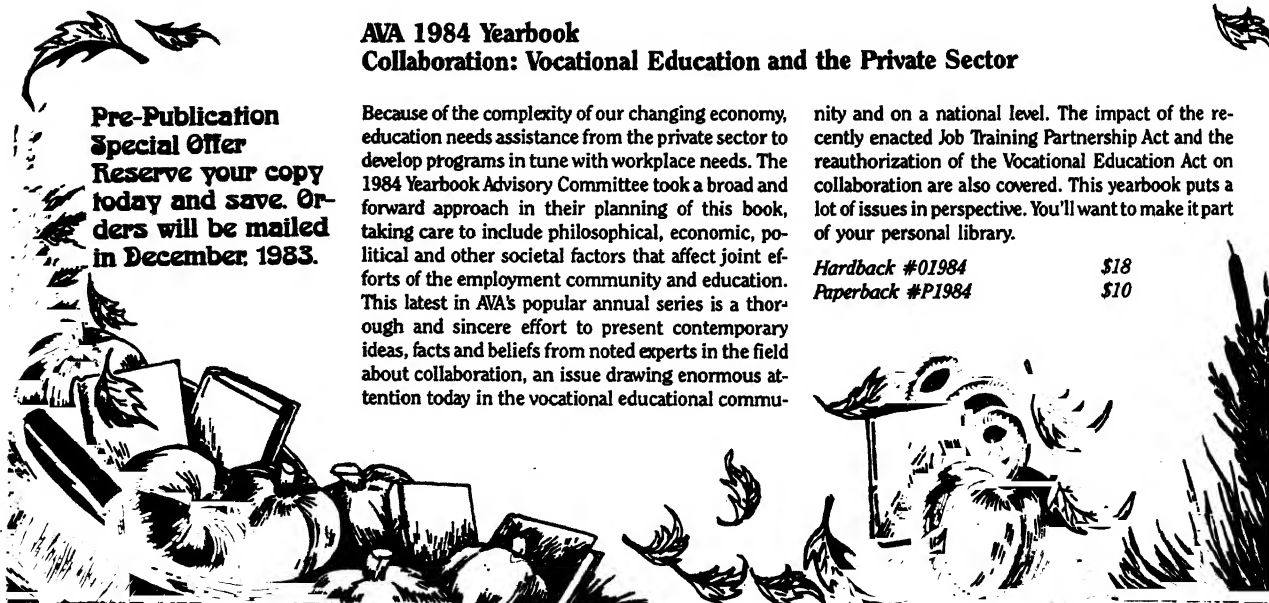 AVA 1984 Yearbook
Collaboration: Vocational Education and the Private Sector
Pre-Publication
Special Offer
Reserve your copy
today and save. Or-
ders will be mailed
in December, 1983.
Because of the complexity of our changing economy,
education needs assistance from the private sector to
develop programs in tune with workplace needs. The
1984 Yearbook Advisory Committee took a broad and
forward approach in their planning of this book,
taking care to include philosophical, economic, po-
litical and other societal factors that affect joint ef-
forts of the employment community and education.
This latest in AVA's popular annual series is a thor-
ough and sincere effort to present contemporary
ideas, facts and beliefs from noted experts in the field
about collaboration, an issue drawing enormous at-
tention today in the vocational educational commu-
nity and on a national level. The impact of the re-
cently enacted Job Training Partnership Act and the
reauthorization of the Vocational Education Act on
collaboration are also covered. This yearbook puts a
lot of issues in perspective. You'll want to make it part
of your personal library.
Hardback #01984 $18
Paperback #P1984 $10